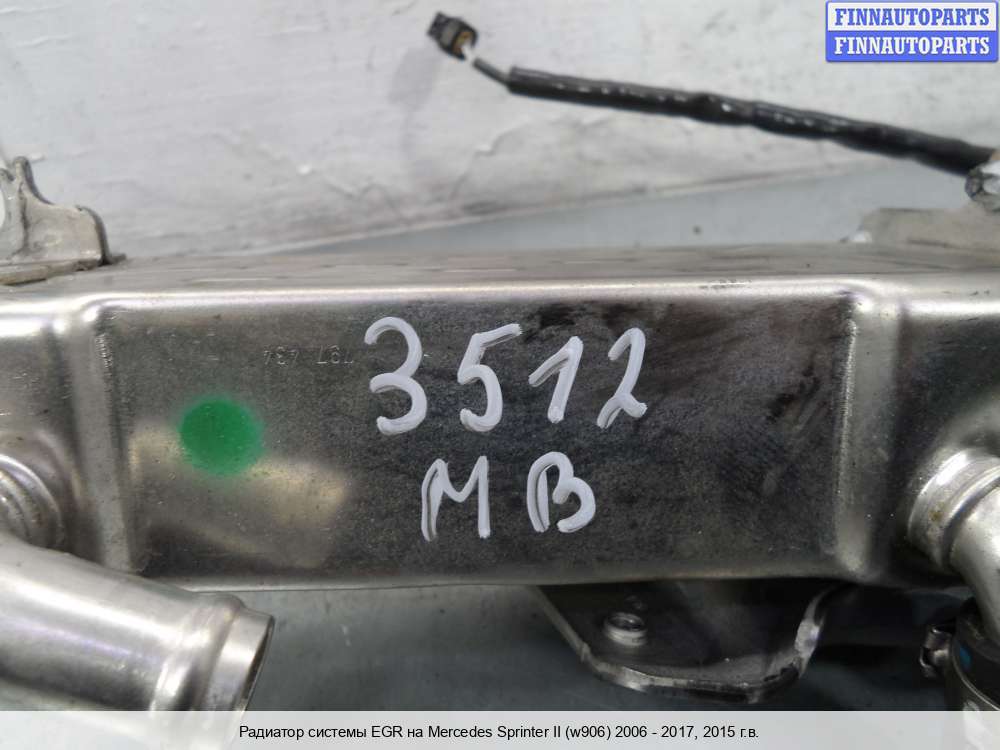 FINNAUTOPARTS
FINNAUTOPARTS
3512
MB
Радиатор системы EGR на Mercedes Sprinter II (w906) 2006 - 2017, 2015 г.в.